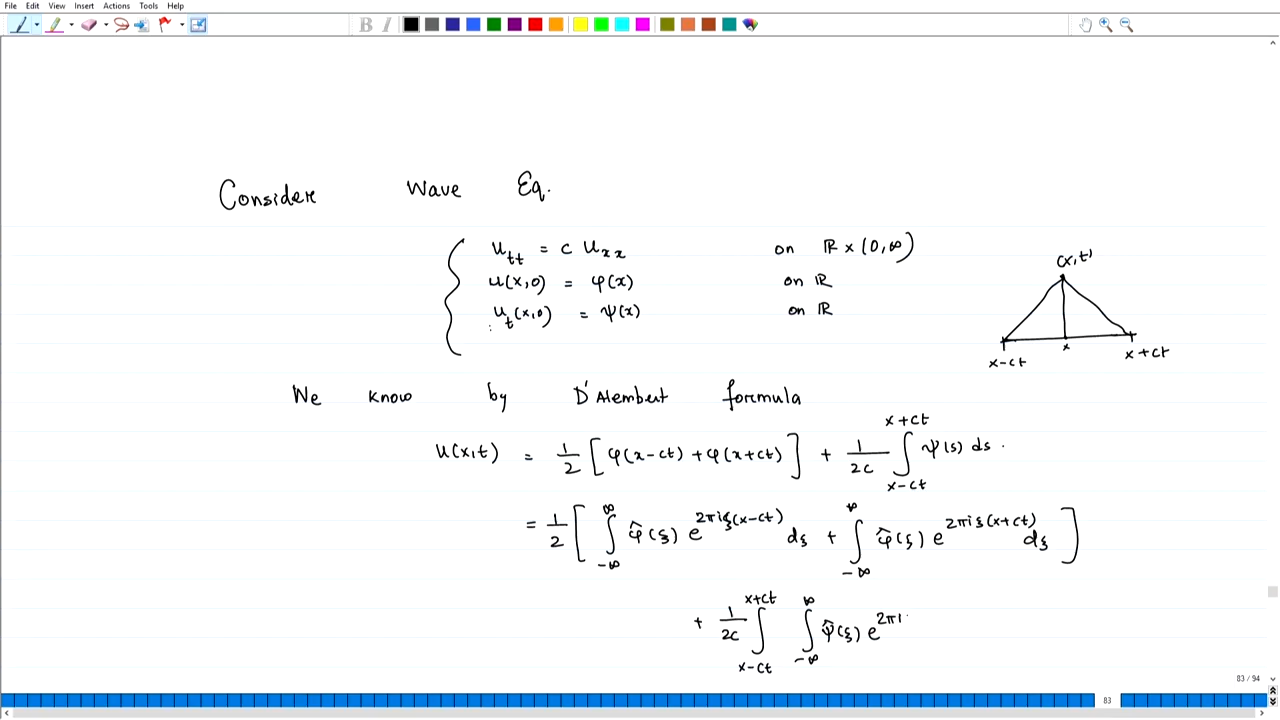 File Edit View Insert Actions Tools Help
B I
Consider Wave Eq.
u_tt = c u_xx on ℝ × (0,∞)
u(x,0) = φ(x) on ℝ
u_t(x,0) = ψ(x) on ℝ
(x,t)
x-ct x x+ct
We know by D'Alembert formula
u(x,t) = 1/2 [φ(x-ct) + φ(x+ct)] + 1/2c ∫_{x-ct}^{x+ct} ψ(s) ds.
= 1/2 [ ∫_{-∞}^{∞} φ̂(ξ) e^{2πiξ(x-ct)} dξ + ∫_{-∞}^{∞} φ̂(ξ) e^{2πiξ(x+ct)} dξ ]
+ 1/2c ∫_{x-ct}^{x+ct} ∫_{-∞}^{∞} ψ̂(ξ) e^{2πi
83 / 94
83